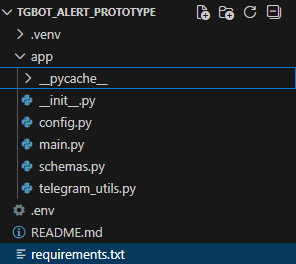 TGBOT_ALERT_PROTOTYPE
.venv
app
__pycache__
__init__.py
config.py
main.py
schemas.py
telegram_utils.py
.env
README.md
requirements.txt